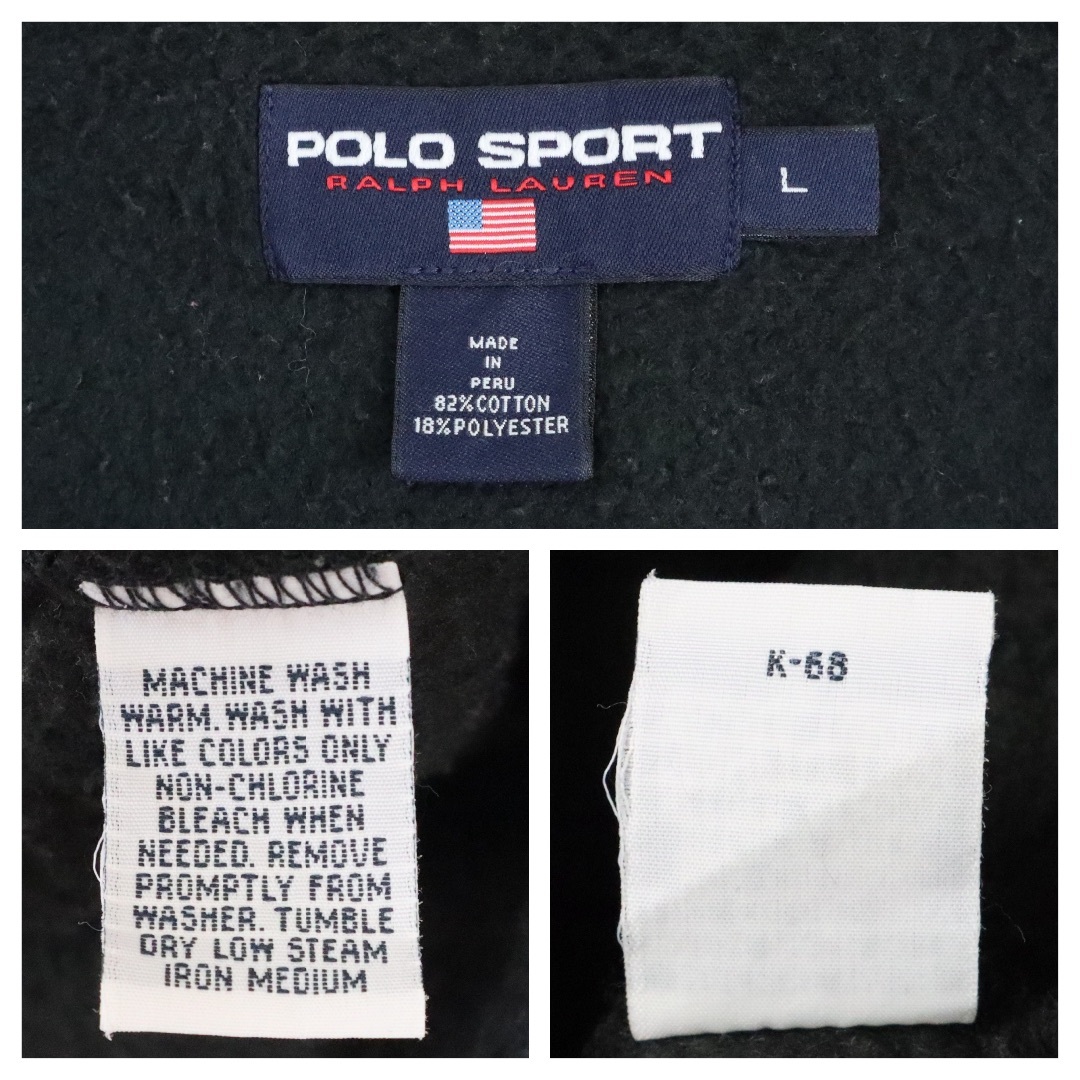 POLO SPORT
RALPH LAUREN
L
MADE
IN
PERU
82%COTTON
18%POLYESTER
MACHINE WASH
WARM. WASH WITH
LIKE COLORS ONLY
NON-CHLORINE
BLEACH WHEN
NEEDED. REMOVE
PROMPTLY FROM
WASHER. TUMBLE
DRY LOW STEAM
IRON MEDIUM
K-68